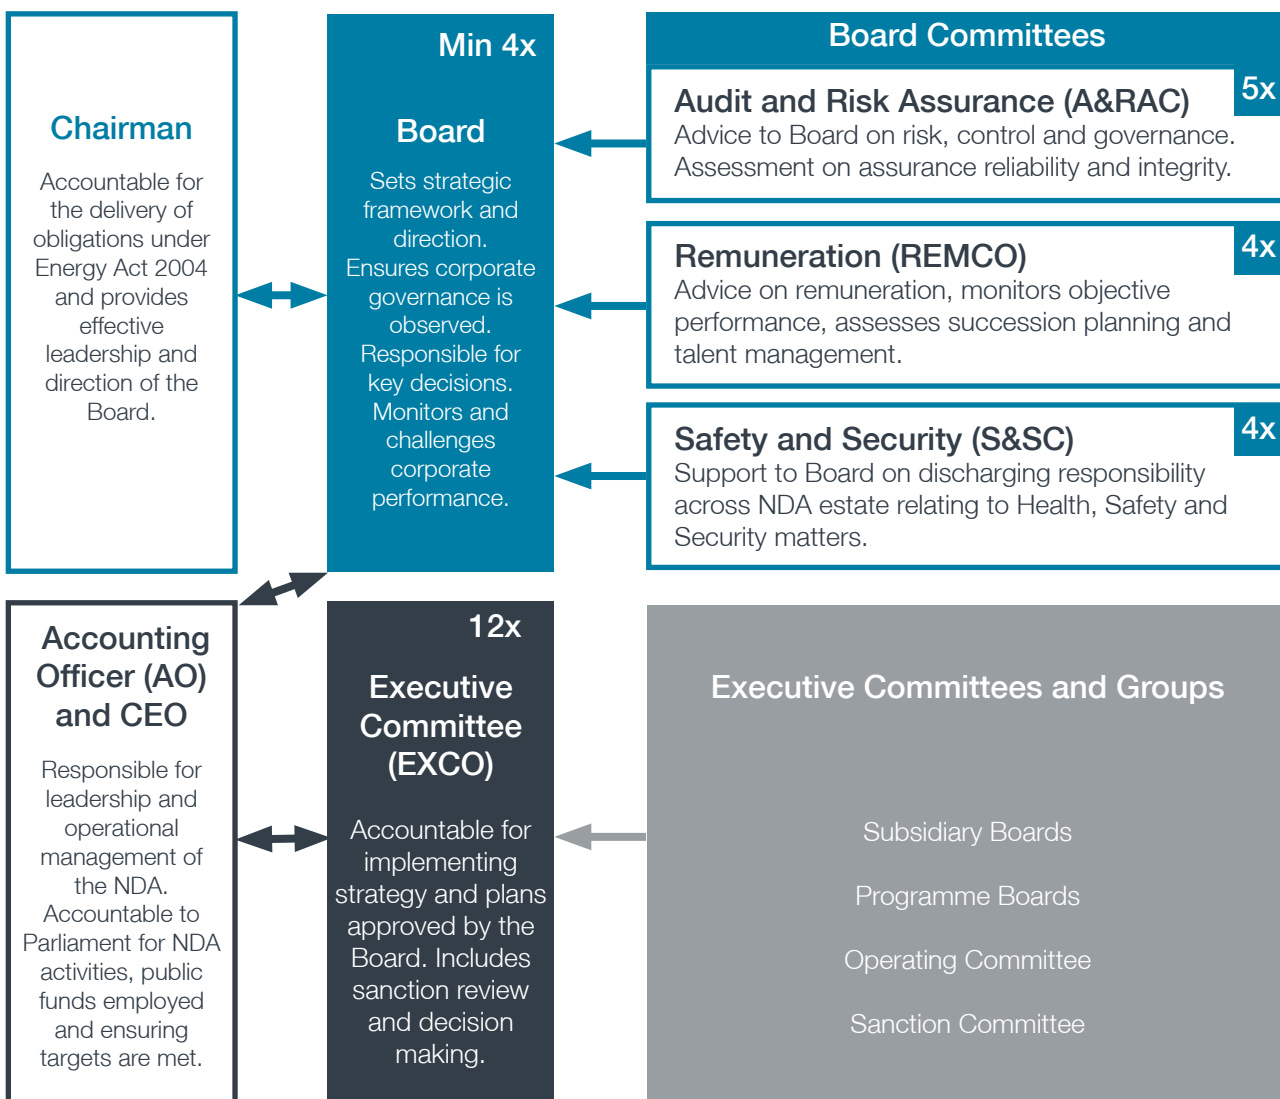 Chairman
Accountable for
the delivery of
obligations under
Energy Act 2004
and provides
effective
leadership and
direction of the
Board.
Min 4x
Board
Sets strategic
framework and
direction.
Ensures corporate
governance is
observed.
Responsible for
key decisions.
Monitors and
challenges
corporate
performance.
Board Committees
5x
Audit and Risk Assurance (A&RAC)
Advice to Board on risk, control and governance.
Assessment on assurance reliability and integrity.
4x
Remuneration (REMCO)
Advice on remuneration, monitors objective
performance, assesses succession planning and
talent management.
4x
Safety and Security (S&SC)
Support to Board on discharging responsibility
across NDA estate relating to Health, Safety and
Security matters.
Accounting
Officer (AO)
and CEO
Responsible for
leadership and
operational
management of
the NDA.
Accountable to
Parliament for NDA
activities, public
funds employed
and ensuring
targets are met.
12x
Executive
Committee
(EXCO)
Accountable for
implementing
strategy and plans
approved by the
Board. Includes
sanction review
and decision
making.
Executive Committees and Groups
Subsidiary Boards
Programme Boards
Operating Committee
Sanction Committee